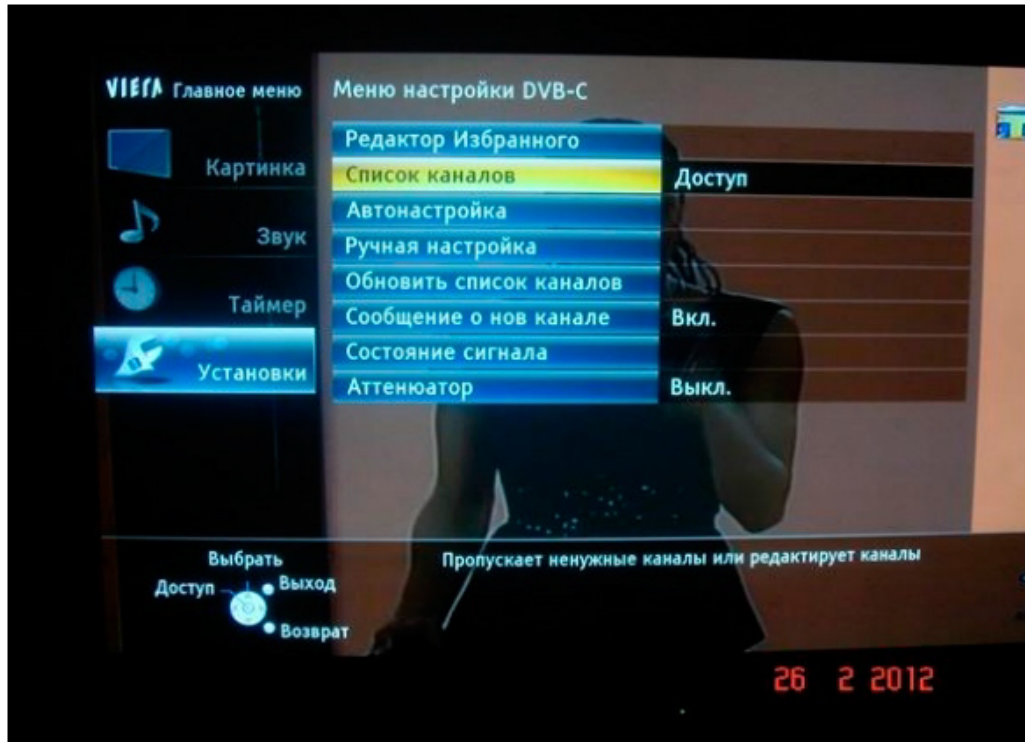 VIERA Главное меню
Картинка
Звук
Таймер
Установки
Меню настройки DVB-C
Редактор Избранного
Список каналов Доступ
Автонастройка
Ручная настройка
Обновить список каналов
Сообщение о нов канале Вкл.
Состояние сигнала
Аттенюатор Выкл.
Выбрать
Доступ
Выход
Возврат
Пропускает ненужные каналы или редактирует каналы
26 2 2012